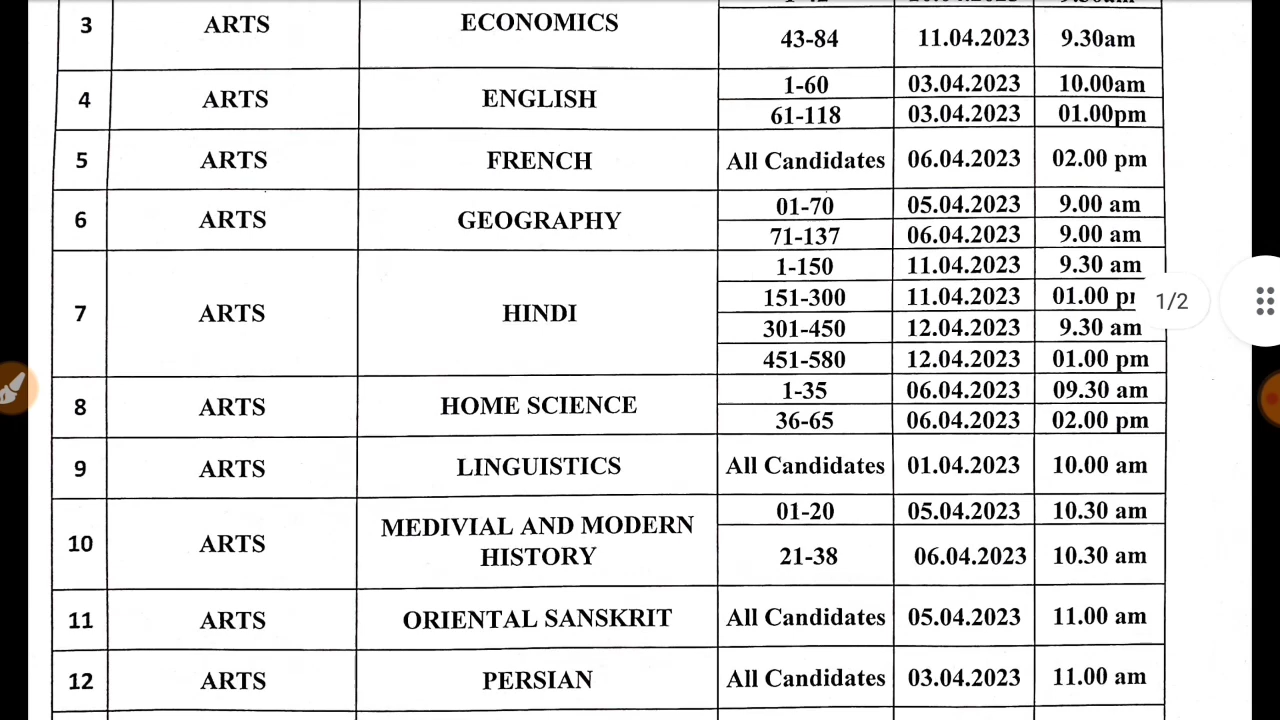 3 ARTS ECONOMICS
43-84 11.04.2023 9.30am
4 ARTS ENGLISH 1-60 03.04.2023 10.00am
61-118 03.04.2023 01.00pm
5 ARTS FRENCH All Candidates 06.04.2023 02.00 pm
6 ARTS GEOGRAPHY 01-70 05.04.2023 9.00 am
71-137 06.04.2023 9.00 am
7 ARTS HINDI 1-150 11.04.2023 9.30 am
151-300 11.04.2023 01.00
1/2
301-450 12.04.2023 9.30 am
451-580 12.04.2023 01.00 pm
8 ARTS HOME SCIENCE 1-35 06.04.2023 09.30 am
36-65 06.04.2023 02.00 pm
9 ARTS LINGUISTICS All Candidates 01.04.2023 10.00 am
10 ARTS MEDIVIAL AND MODERN
HISTORY
01-20 05.04.2023 10.30 am
21-38 06.04.2023 10.30 am
11 ARTS ORIENTAL SANSKRIT All Candidates 05.04.2023 11.00 am
12 ARTS PERSIAN All Candidates 03.04.2023 11.00 am